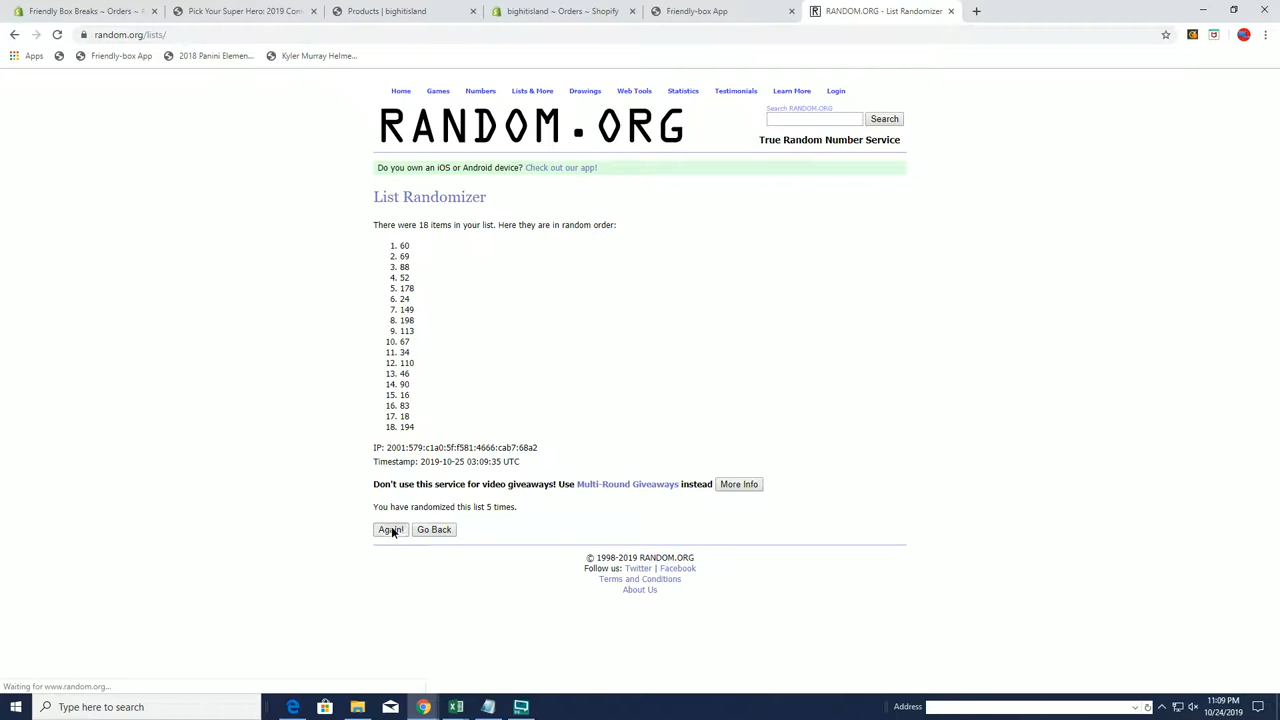 Friendly Box Breaks ~ Orders ~ S
Pick Your Super Hero: 2019 Con
Products | bighitisland
bighitisland ~ Orders ~ Shopify
Friendly-box App
RANDOM.ORG - List Randomizer
random.org/lists/
Apps
Friendly-box App
2018 Panini Elemen...
Kyler Murray Helme...
Home Games Numbers Lists & More Drawings Web Tools Statistics Testimonials Learn More Login
RANDOM.ORG
Search RANDOM.ORG
Search
True Random Number Service
Do you own an iOS or Android device? Check out our app!
List Randomizer
There were 18 items in your list. Here they are in random order:
1. 60
2. 69
3. 88
4. 52
5. 178
6. 24
7. 149
8. 198
9. 113
10. 67
11. 34
12. 110
13. 46
14. 90
15. 16
16. 83
17. 18
18. 194
IP: 2001:579:c1a0:5f:f581:4666:cab7:68a2
Timestamp: 2019-10-25 03:09:35 UTC
Don't use this service for video giveaways! Use Multi-Round Giveaways instead More Info
You have randomized this list 5 times.
Again! Go Back
© 1998-2019 RANDOM.ORG
Follow us: Twitter | Facebook
Terms and Conditions
About Us
Waiting for www.random.org...
Type here to search
Address
11:09 PM
10/24/2019